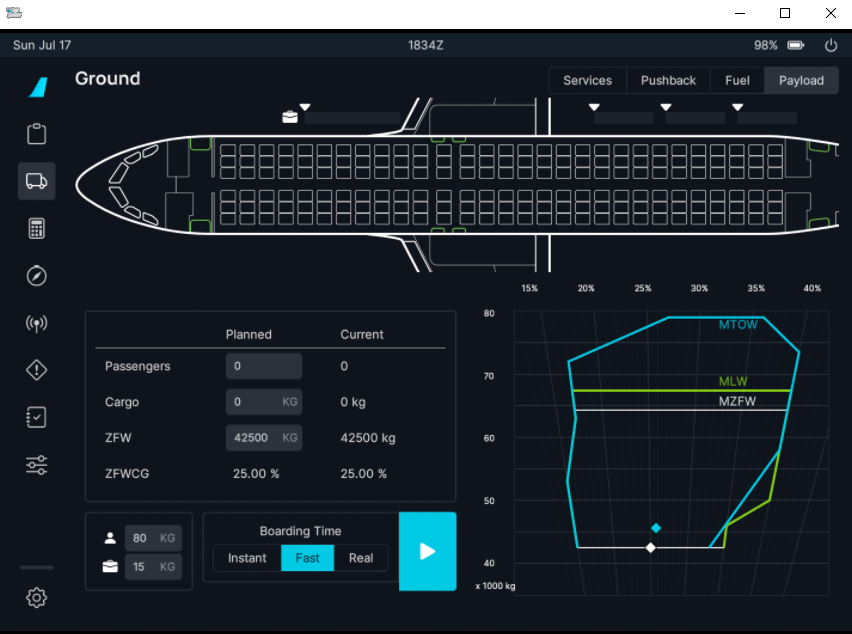 Sun Jul 17 1834Z 98%
Ground Services Pushback Fuel Payload
15% 20% 25% 30% 35% 40%
Planned Current
Passengers 0 0
Cargo 0 KG 0 kg
ZFW 42500 KG 42500 kg
ZFWCG 25.00 % 25.00 %
80 KG
15 KG
Boarding Time
Instant Fast Real
80
70
60
50
40
x 1000 kg
MTOW
MLW
MZFW